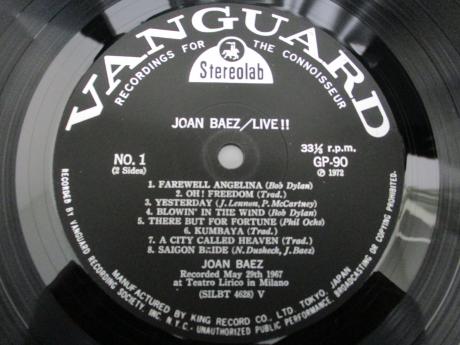 VANGUARD
RECORDINGS FOR THE CONNOISSEUR
Stereolab
JOAN BAEZ/LIVE!!
NO. 1
(2 Sides)
33⅓ r.p.m.
GP-90
Ⓟ 1972
1. FAREWELL ANGELINA (Bob Dylan)
2. OH! FREEDOM (Trad.)
3. YESTERDAY (J. Lennon, P. McCartney)
4. BLOWIN' IN THE WIND (Bob Dylan)
5. THERE BUT FOR FORTUNE (Phil Ochs)
6. KUMBAYA (Trad.)
7. A CITY CALLED HEAVEN (Trad.)
8. SAIGON BRIDE (N. Dusheck, J. Baez)
JOAN BAEZ
Recorded May 29th 1967
at Teatro Lirico in Milano
(SILBT 4628) V
RECORDED BY VANGUARD RECORDING SOCIETY, INC. N.Y.C.
MANUFACTURED BY KING RECORD CO., LTD. TOKYO, JAPAN
UNAUTHORIZED PUBLIC PERFORMANCE, BROADCASTING AND COPYING PROHIBITED.